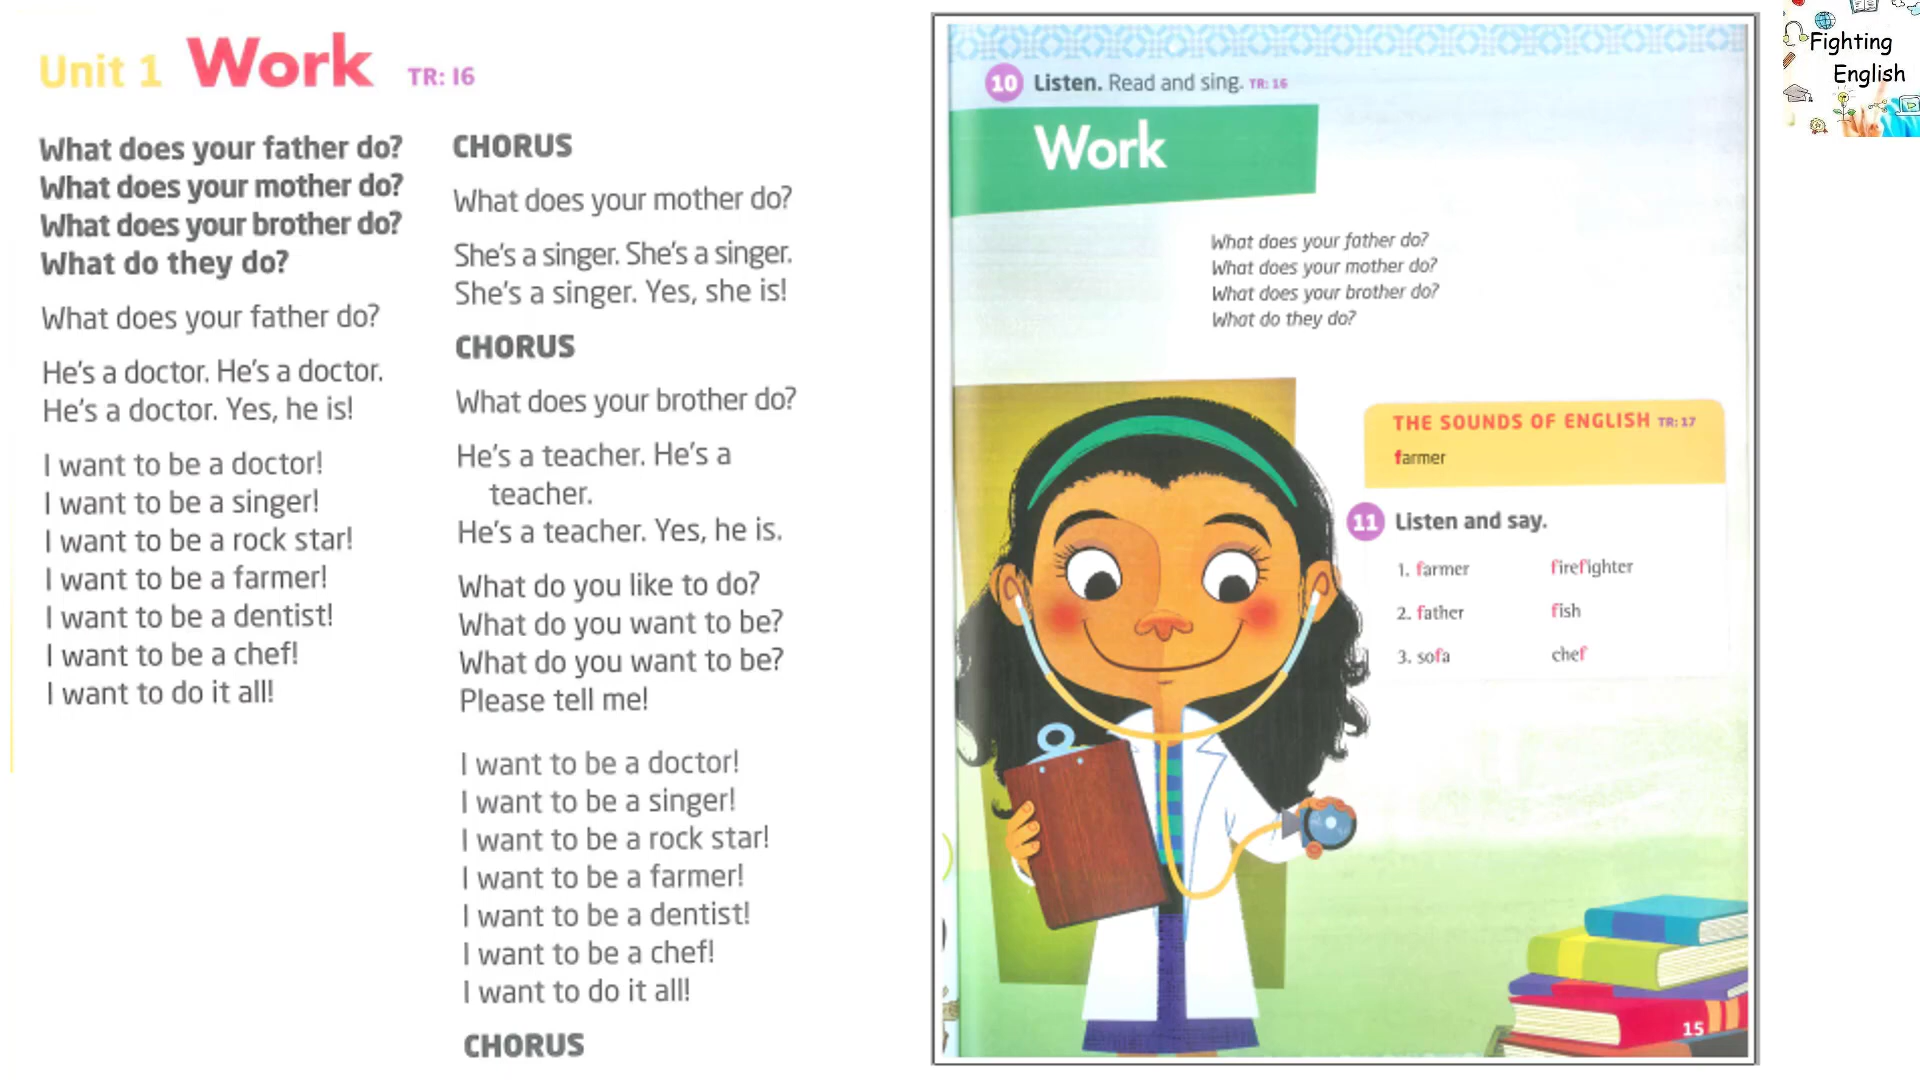 Unit 1 Work TR: 16
What does your father do?
What does your mother do?
What does your brother do?
What do they do?
What does your father do?
He's a doctor. He's a doctor.
He's a doctor. Yes, he is!
I want to be a doctor!
I want to be a singer!
I want to be a rock star!
I want to be a farmer!
I want to be a dentist!
I want to be a chef!
I want to do it all!
CHORUS
What does your mother do?
She's a singer. She's a singer.
She's a singer. Yes, she is!
CHORUS
What does your brother do?
He's a teacher. He's a
teacher.
He's a teacher. Yes, he is.
What do you like to do?
What do you want to be?
What do you want to be?
Please tell me!
I want to be a doctor!
I want to be a singer!
I want to be a rock star!
I want to be a farmer!
I want to be a dentist!
I want to be a chef!
I want to do it all!
CHORUS
10 Listen. Read and sing. TR: 16
Work
What does your father do?
What does your mother do?
What does your brother do?
What do they do?
THE SOUNDS OF ENGLISH TR: 17
farmer
11 Listen and say.
1. farmer firefighter
2. father fish
3. sofa chef
15
Fighting
English